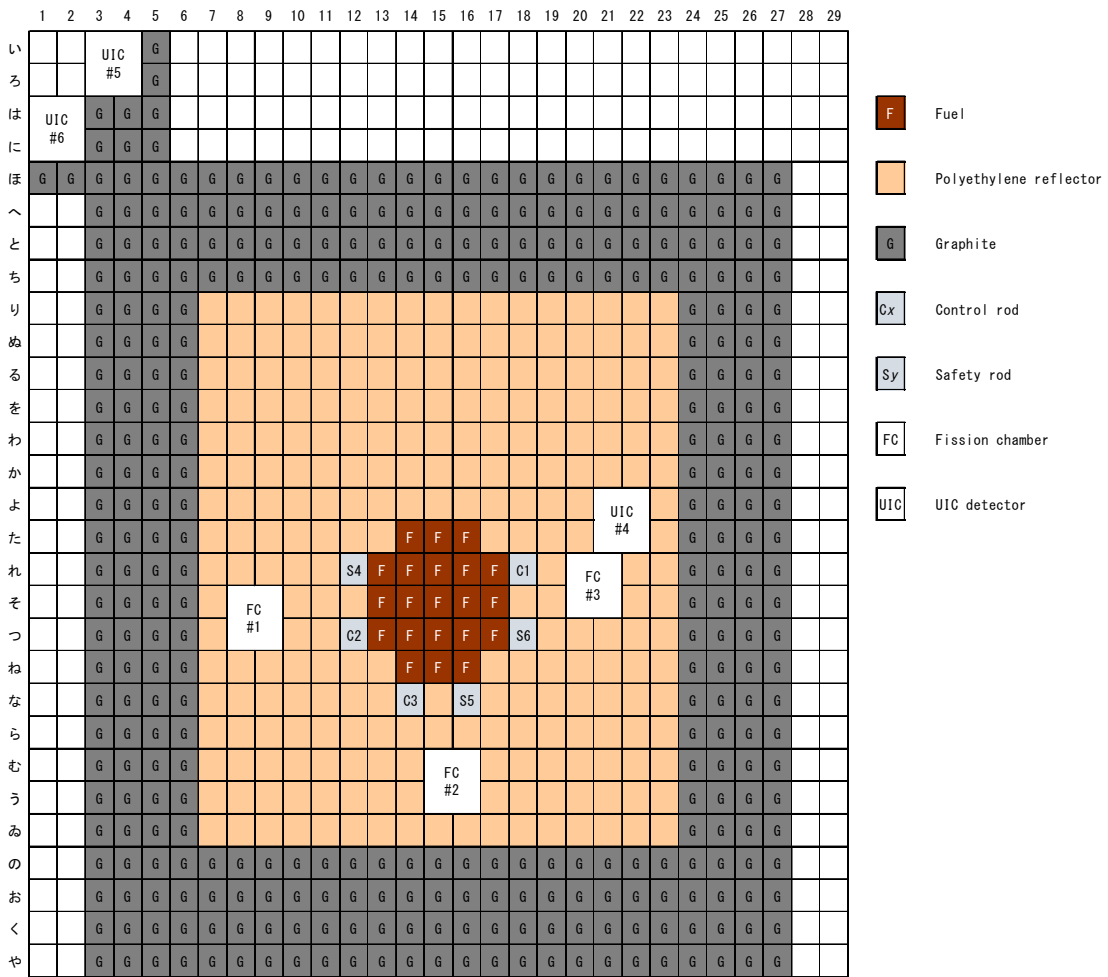 1 2 3 4 5 6 7 8 9 10 11 12 13 14 15 16 17 18 19 20 21 22 23 24 25 26 27 28 29
い G
UIC
#5
ろ G
は G G G
UIC
#6
に G G G
ほ G G G G G G G G G G G G G G G G G G G G G G G G G G G
へ G G G G G G G G G G G G G G G G G G G G G G G G G
と G G G G G G G G G G G G G G G G G G G G G G G G G
ち G G G G G G G G G G G G G G G G G G G G G G G G G
り G G G G G G G G
ぬ G G G G G G G G
る G G G G G G G G
を G G G G G G G G
わ G G G G G G G G
か G G G G G G G G
よ G G G G G G G G
UIC
#4
た G G G G F F F G G G G
れ G G G G S4 F F F F F C1 G G G G
FC
#3
そ G G G G F F F F F G G G G
FC
#1
つ G G G G C2 F F F F F S6 G G G G
ね G G G G F F F G G G G
な G G G G C3 S5 G G G G
ら G G G G G G G G
む G G G G G G G G
FC
#2
う G G G G G G G G
ゐ G G G G G G G G
の G G G G G G G G G G G G G G G G G G G G G G G G G
お G G G G G G G G G G G G G G G G G G G G G G G G G
く G G G G G G G G G G G G G G G G G G G G G G G G G
や G G G G G G G G G G G G G G G G G G G G G G G G G
F Fuel
Polyethylene reflector
G Graphite
Cx Control rod
Sy Safety rod
FC Fission chamber
UIC UIC detector